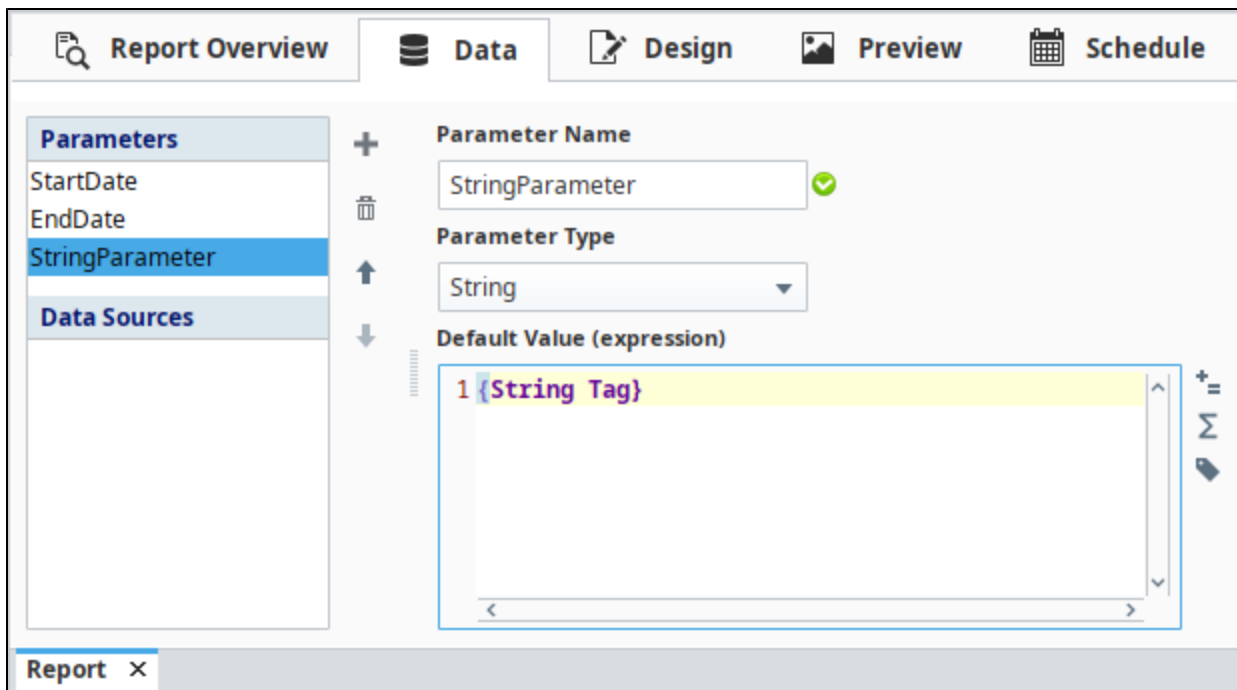 Report Overview Data Design Preview Schedule
Parameters
StartDate
EndDate
StringParameter
Data Sources
Parameter Name
StringParameter
Parameter Type
String
Default Value (expression)
1 {String Tag}
Report ×